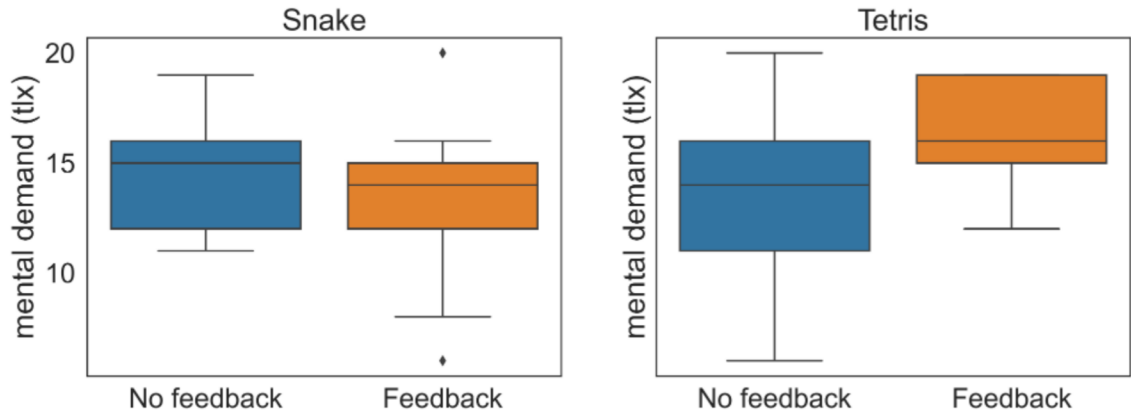 Snake
mental demand (tlx)
20
15
10
No feedback
Feedback
Tetris
mental demand (tlx)
No feedback
Feedback